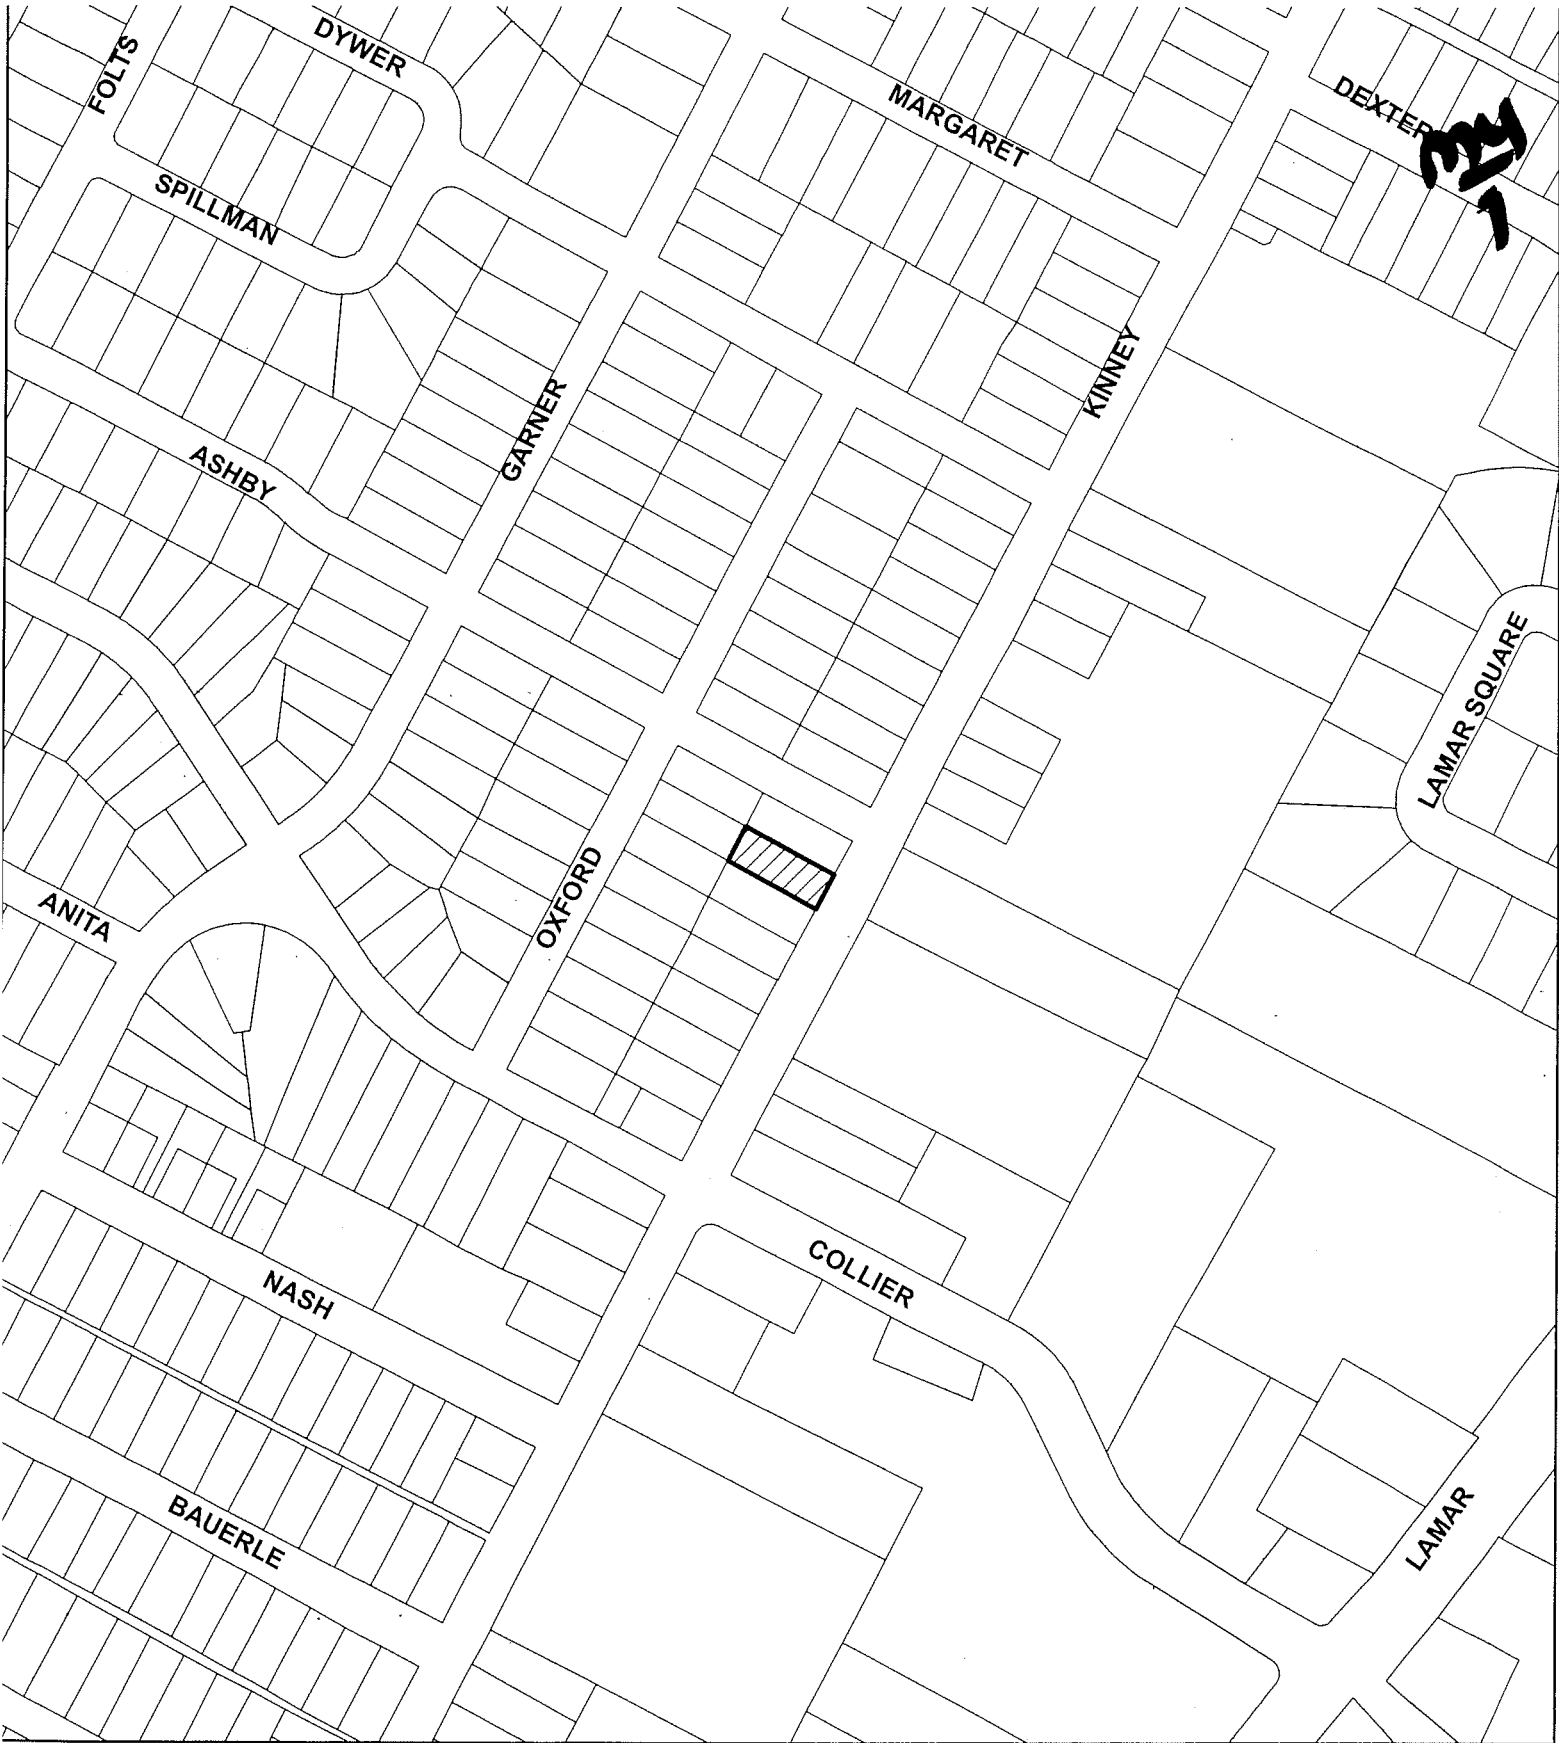 DYWER
FOLTS
MARGARET
DEXTER
SPILLMAN
KINNEY
GARNER
ASHBY
LAMAR SQUARE
OXFORD
ANITA
COLLIER
NASH
LAMAR
BAUERLE